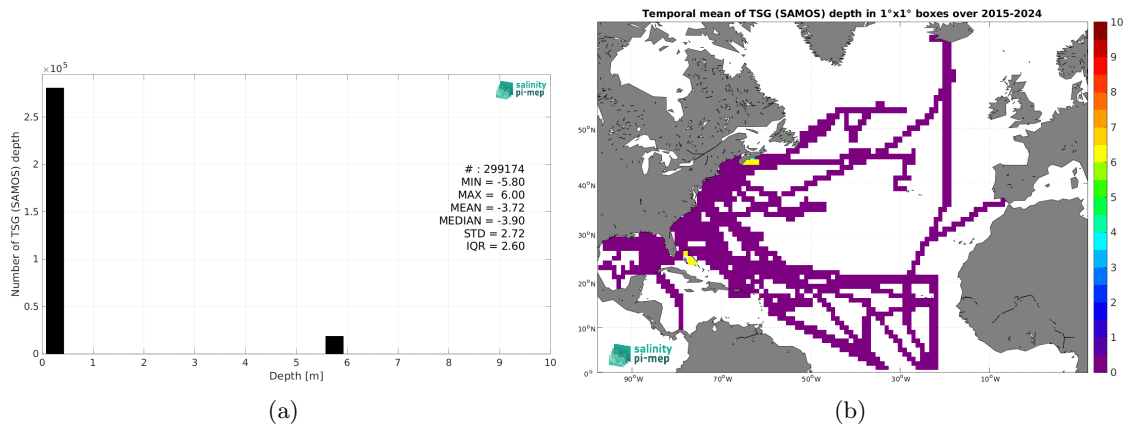 ×10⁵
2.5
2
1.5
1
0.5
0
0 1 2 3 4 5 6 7 8 9 10
Number of TSG (SAMOS) depth
Depth [m]
salinity
pi-mep
# : 299174
MIN = -5.80
MAX = 6.00
MEAN = -3.72
MEDIAN = -3.90
STD = 2.72
IQR = 2.60
(a)
Temporal mean of TSG (SAMOS) depth in 1°x1° boxes over 2015-2024
50°N
40°N
30°N
20°N
10°N
0°
90°W 70°W 50°W 30°W 10°W
salinity
pi-mep
10
9
8
7
6
5
4
3
2
1
0
(b)